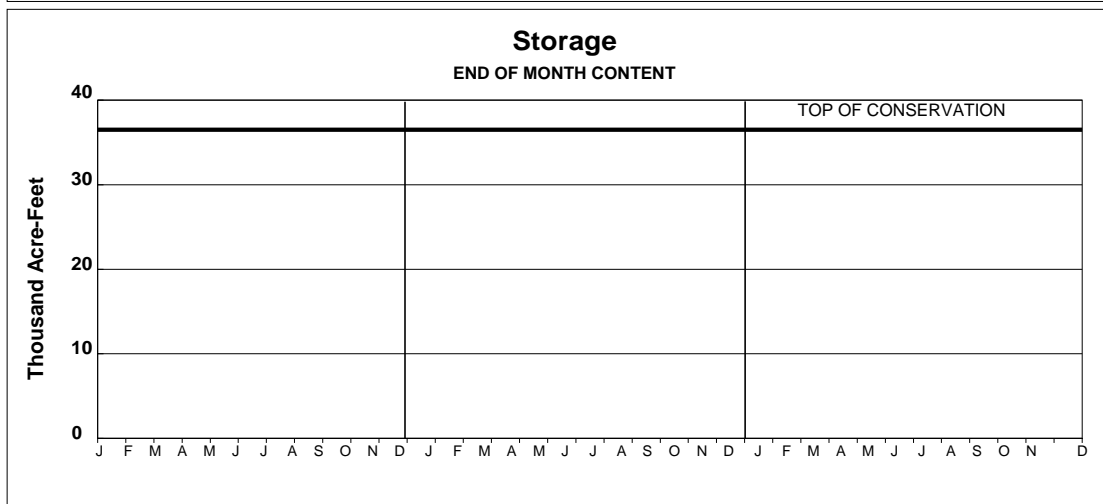 Storage
END OF MONTH CONTENT
40
TOP OF CONSERVATION
30
20
10
0
Thousand Acre-Feet
J F M A M J J A S O N D J F M A M J J A S O N D J F M A M J J A S O N D